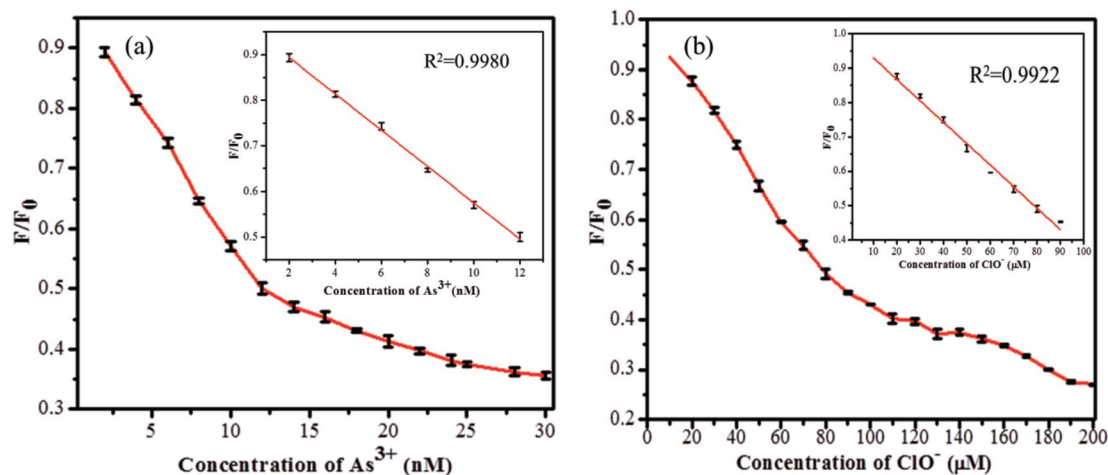 (a)
R²=0.9980
F/F₀
0.9
0.8
0.7
0.6
0.5
0.4
0.3
5 10 15 20 25 30
Concentration of As³⁺ (nM)
F/F₀
0.9
0.8
0.7
0.6
0.5
2 4 6 8 10 12
Concentration of As³⁺(nM)
(b)
R²=0.9922
F/F₀
1.0
0.9
0.8
0.7
0.6
0.5
0.4
0.3
0.2
0 20 40 60 80 100 120 140 160 180 200
Concentration of ClO⁻ (μM)
F/F₀
1.0
0.9
0.8
0.7
0.6
0.5
0.4
10 20 30 40 50 60 70 80 90 100
Concentration of ClO⁻ (μM)